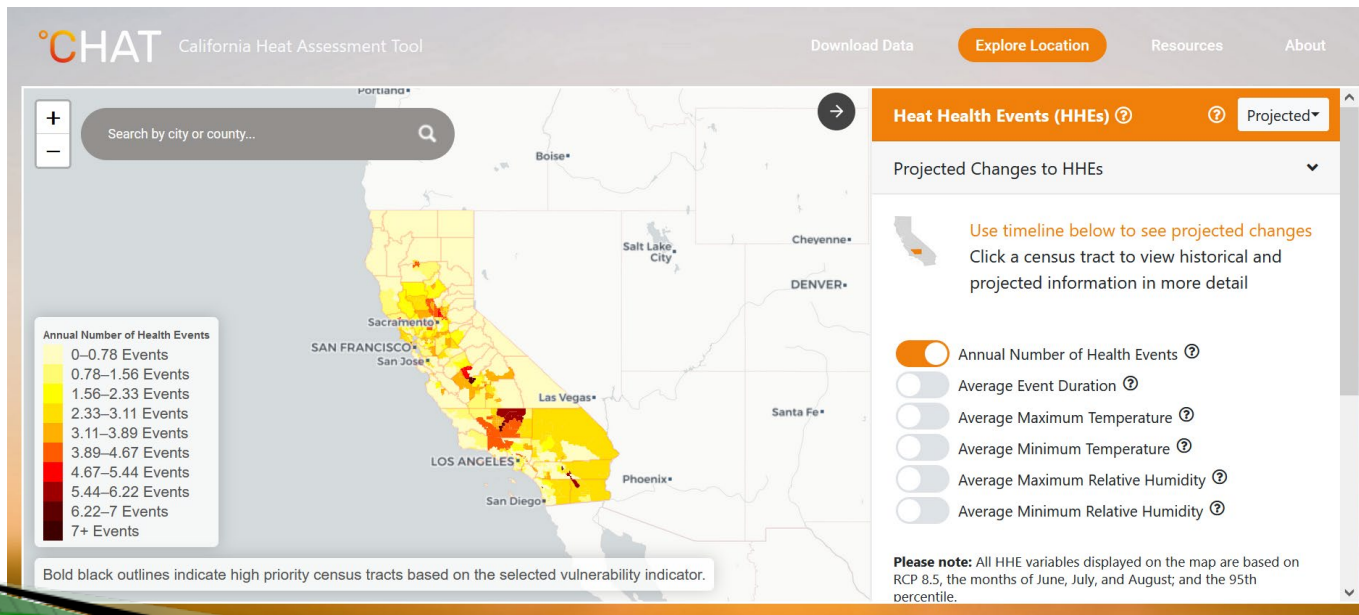 °CHAT California Heat Assessment Tool
Download Data
Explore Location
Resources
About
+
−
Search by city or county...
Portland
Boise
Salt Lake
City
Cheyenne
DENVER
Sacramento
SAN FRANCISCO
San Jose
Las Vegas
Santa Fe
LOS ANGELES
Phoenix
San Diego
Annual Number of Health Events
0–0.78 Events
0.78–1.56 Events
1.56–2.33 Events
2.33–3.11 Events
3.11–3.89 Events
3.89–4.67 Events
4.67–5.44 Events
5.44–6.22 Events
6.22–7 Events
7+ Events
Bold black outlines indicate high priority census tracts based on the selected vulnerability indicator.
Heat Health Events (HHEs) ? ? Projected
Projected Changes to HHEs
Use timeline below to see projected changes
Click a census tract to view historical and
projected information in more detail
Annual Number of Health Events ?
Average Event Duration ?
Average Maximum Temperature ?
Average Minimum Temperature ?
Average Maximum Relative Humidity ?
Average Minimum Relative Humidity ?
Please note: All HHE variables displayed on the map are based on
RCP 8.5, the months of June, July, and August; and the 95th
percentile.